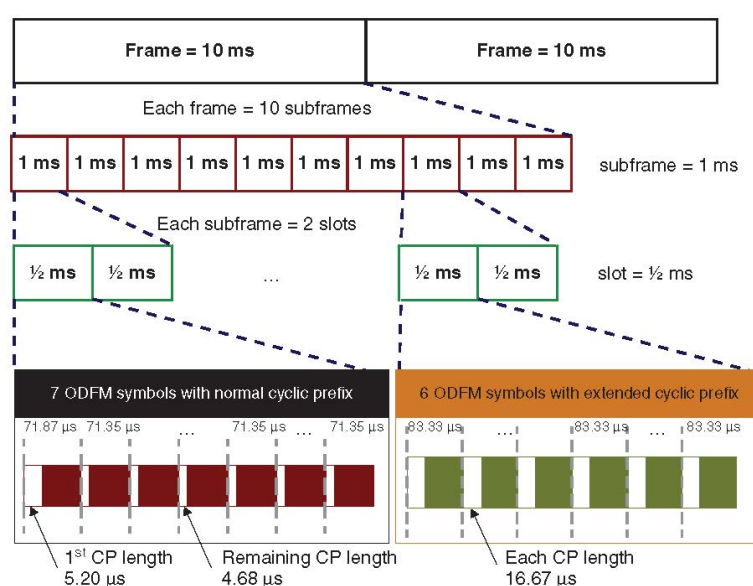 Frame = 10 ms Frame = 10 ms
Each frame = 10 subframes
1 ms 1 ms 1 ms 1 ms 1 ms 1 ms 1 ms 1 ms 1 ms 1 ms
subframe = 1 ms
Each subframe = 2 slots
½ ms ½ ms ... ½ ms ½ ms
slot = ½ ms
7 ODFM symbols with normal cyclic prefix
71.87 µs 71.35 µs ... 71.35 µs ... 71.35 µs
1st CP length
5.20 µs
Remaining CP length
4.68 µs
6 ODFM symbols with extended cyclic prefix
83.33 µs ... 83.33 µs ... 83.33 µs
Each CP length
16.67 µs